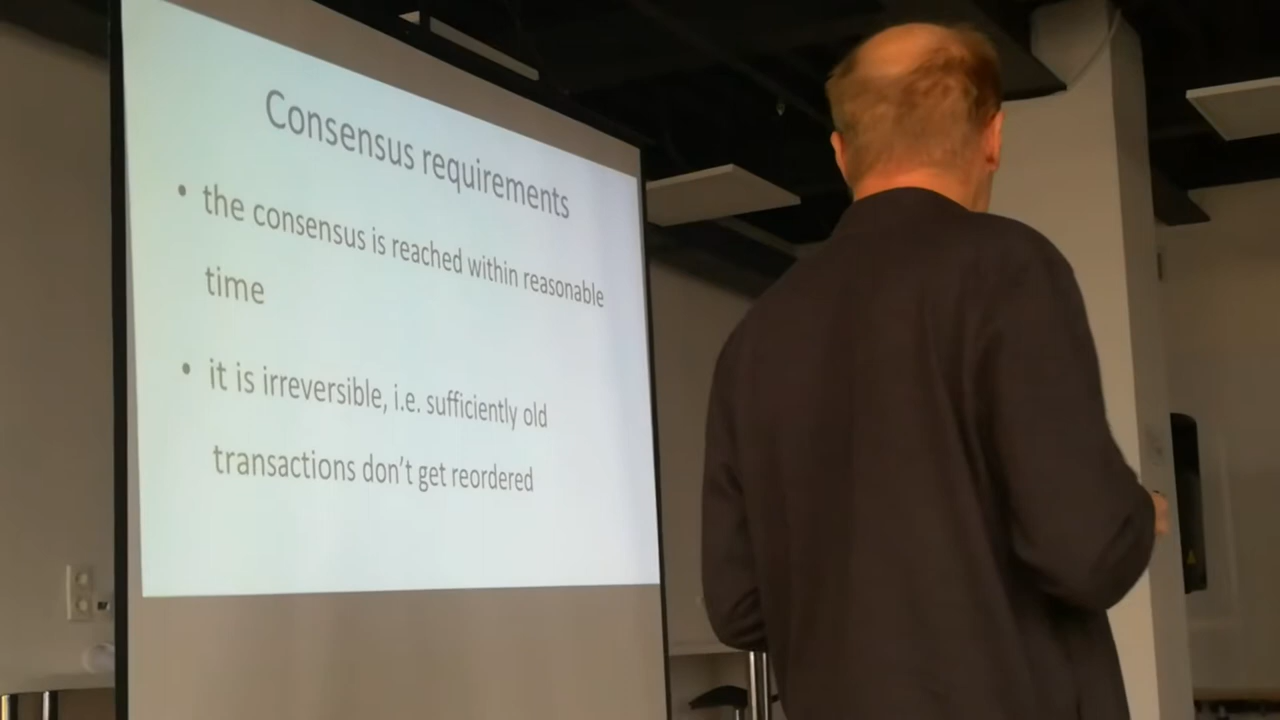 Consensus requirements
• the consensus is reached within reasonable
time
• it is irreversible, i.e. sufficiently old
transactions don't get reordered